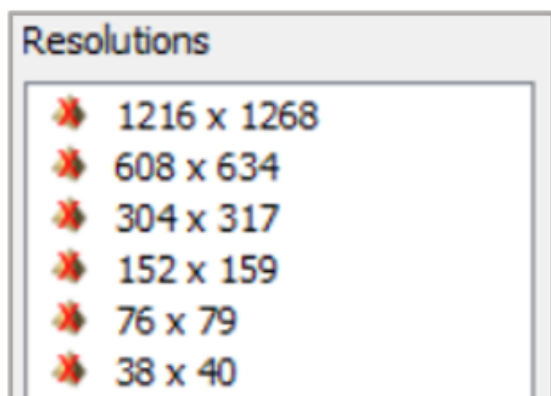 Resolutions
1216 x 1268
608 x 634
304 x 317
152 x 159
76 x 79
38 x 40